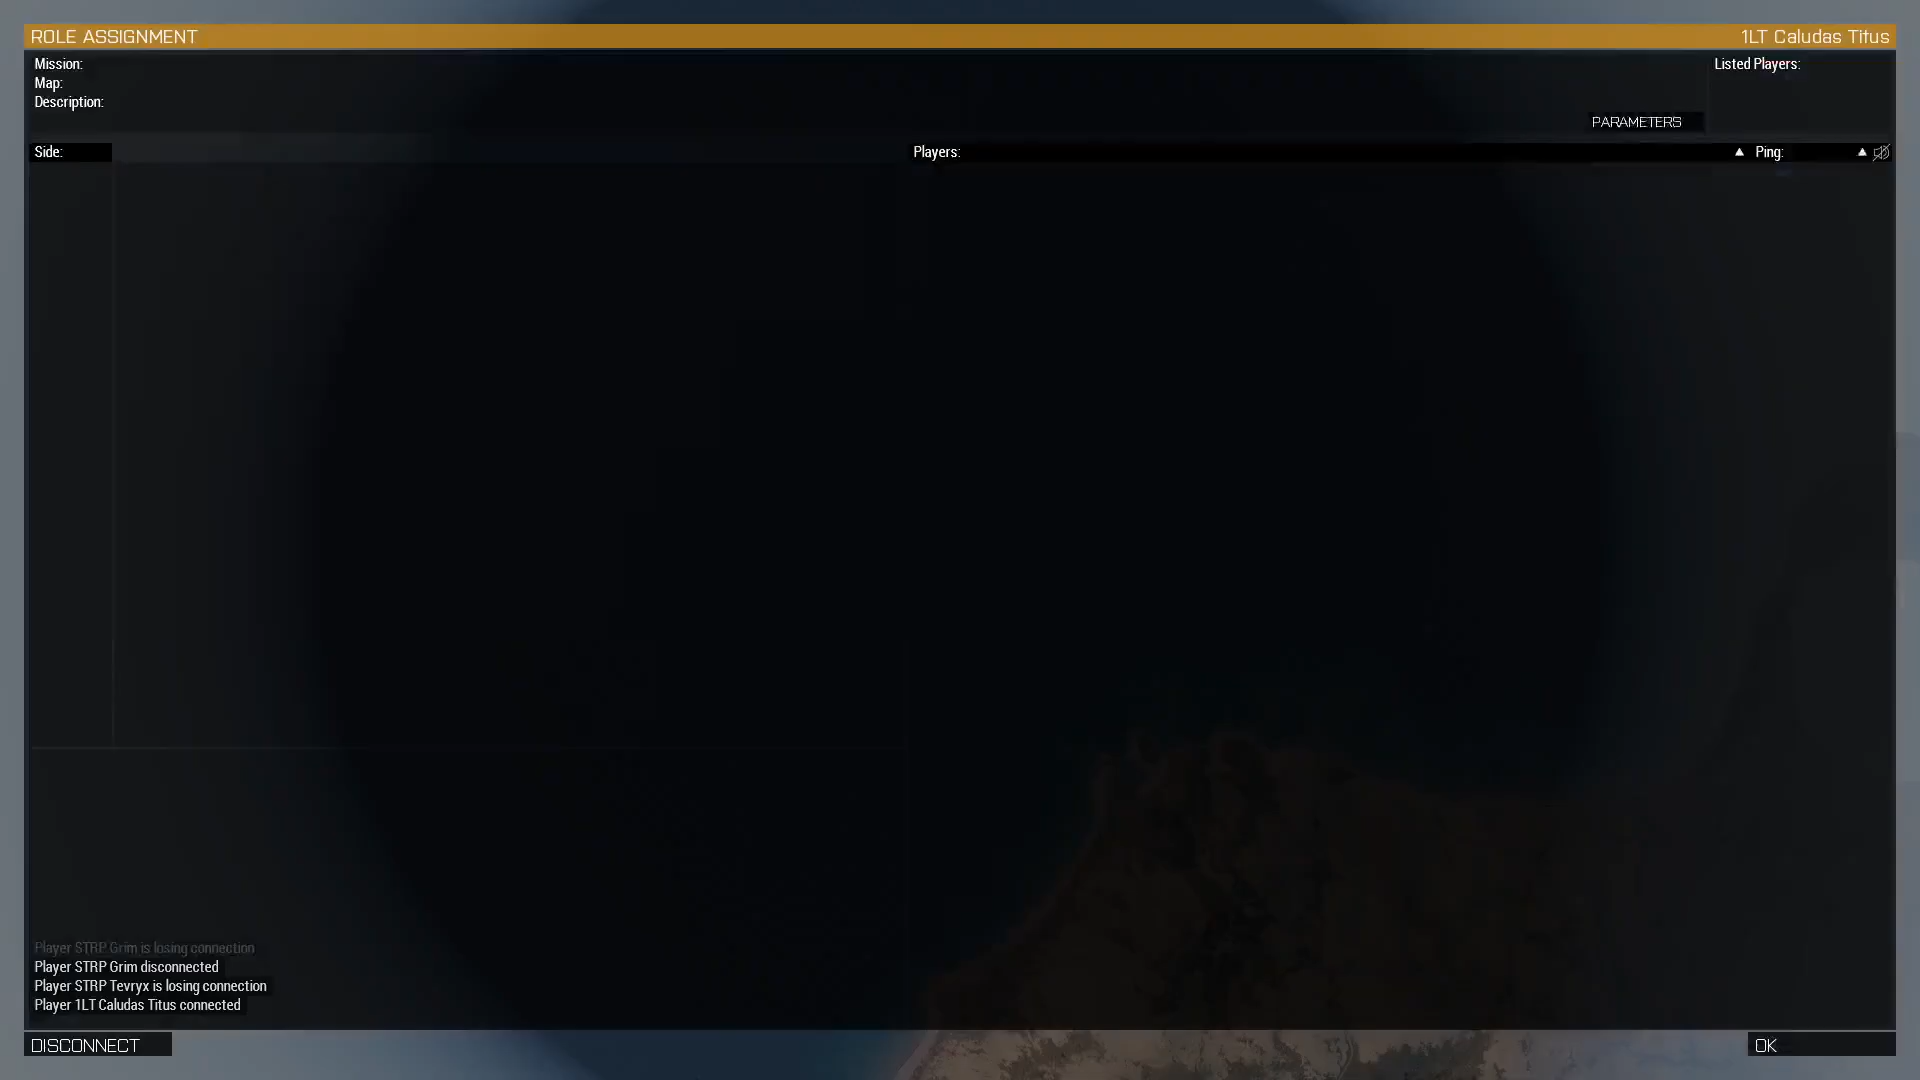 ROLE ASSIGNMENT
1LT Caludas Titus
Mission:
Listed Players:
Map:
Description:
PARAMETERS
Side:
Players:
Ping:
Player STRP Grim is losing connection
Player STRP Grim disconnected
Player STRP Tevryx is losing connection
Player 1LT Caludas Titus connected
DISCONNECT
OK